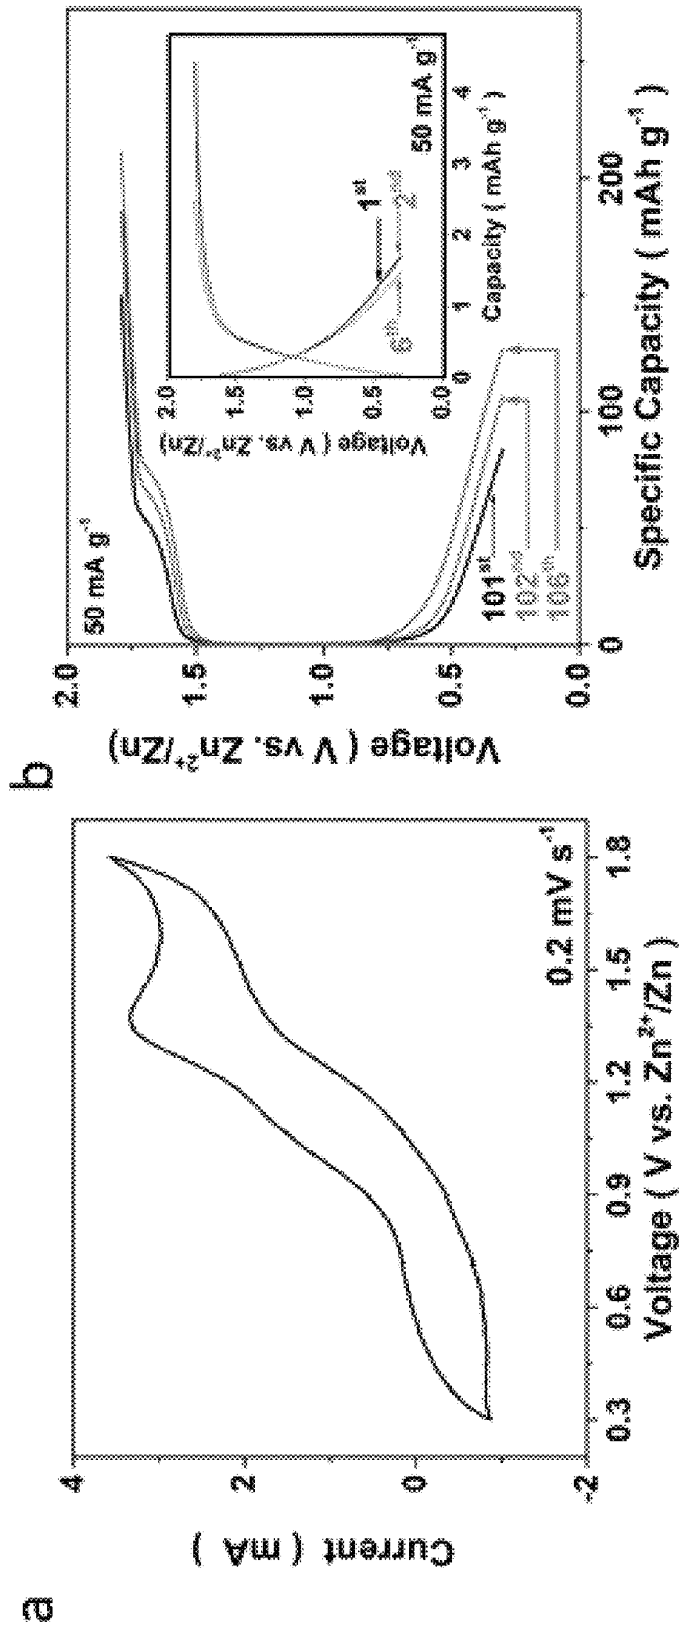 a
Current ( mA )
4
2
0
-2
0.3
0.6
0.9
1.2
1.5
1.8
Voltage ( V vs. Zn²⁺/Zn )
0.2 mV s⁻¹
b
Voltage ( V vs. Zn²⁺/Zn)
2.0
1.5
1.0
0.5
0.0
0
100
200
Specific Capacity ( mAh g⁻¹ )
50 mA g⁻¹
101ˢᵗ
102ⁿᵈ
106ᵗʰ
Voltage ( V vs. Zn²⁺/Zn)
2.0
1.5
1.0
0.5
0.0
0
1
2
3
4
Capacity ( mAh g⁻¹ )
50 mA g⁻¹
1ˢᵗ
2ⁿᵈ
6ᵗʰ